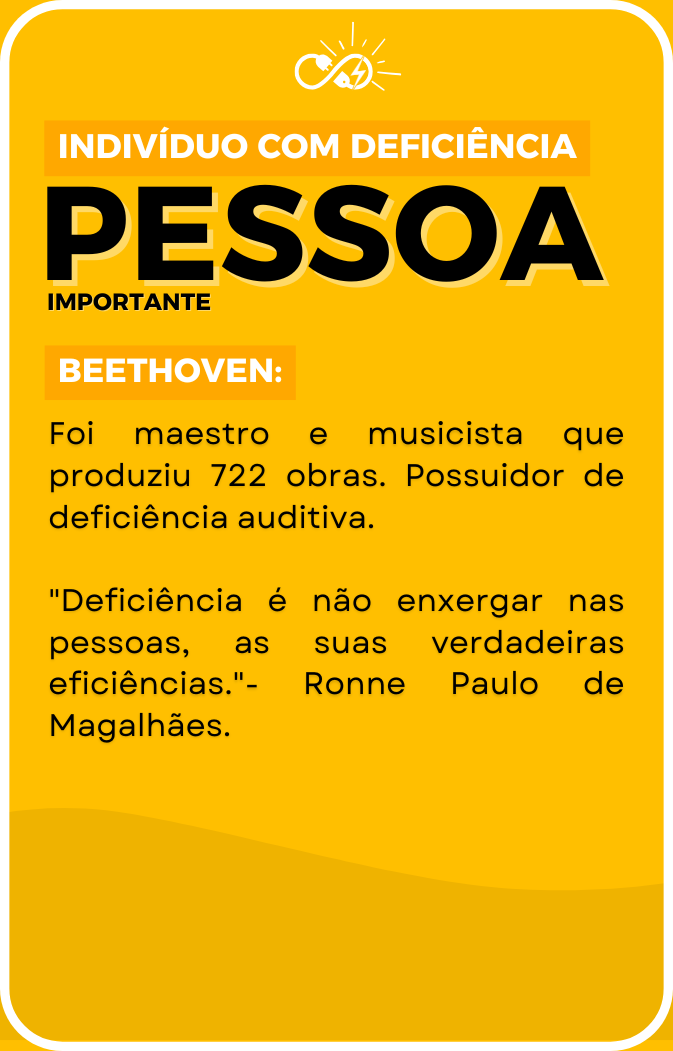 INDIVÍDUO COM DEFICIÊNCIA
PESSOA
IMPORTANTE
BEETHOVEN:
Foi maestro e musicista que
produziu 722 obras. Possuidor de
deficiência auditiva.
"Deficiência é não enxergar nas
pessoas, as suas verdadeiras
eficiências."- Ronne Paulo de
Magalhães.